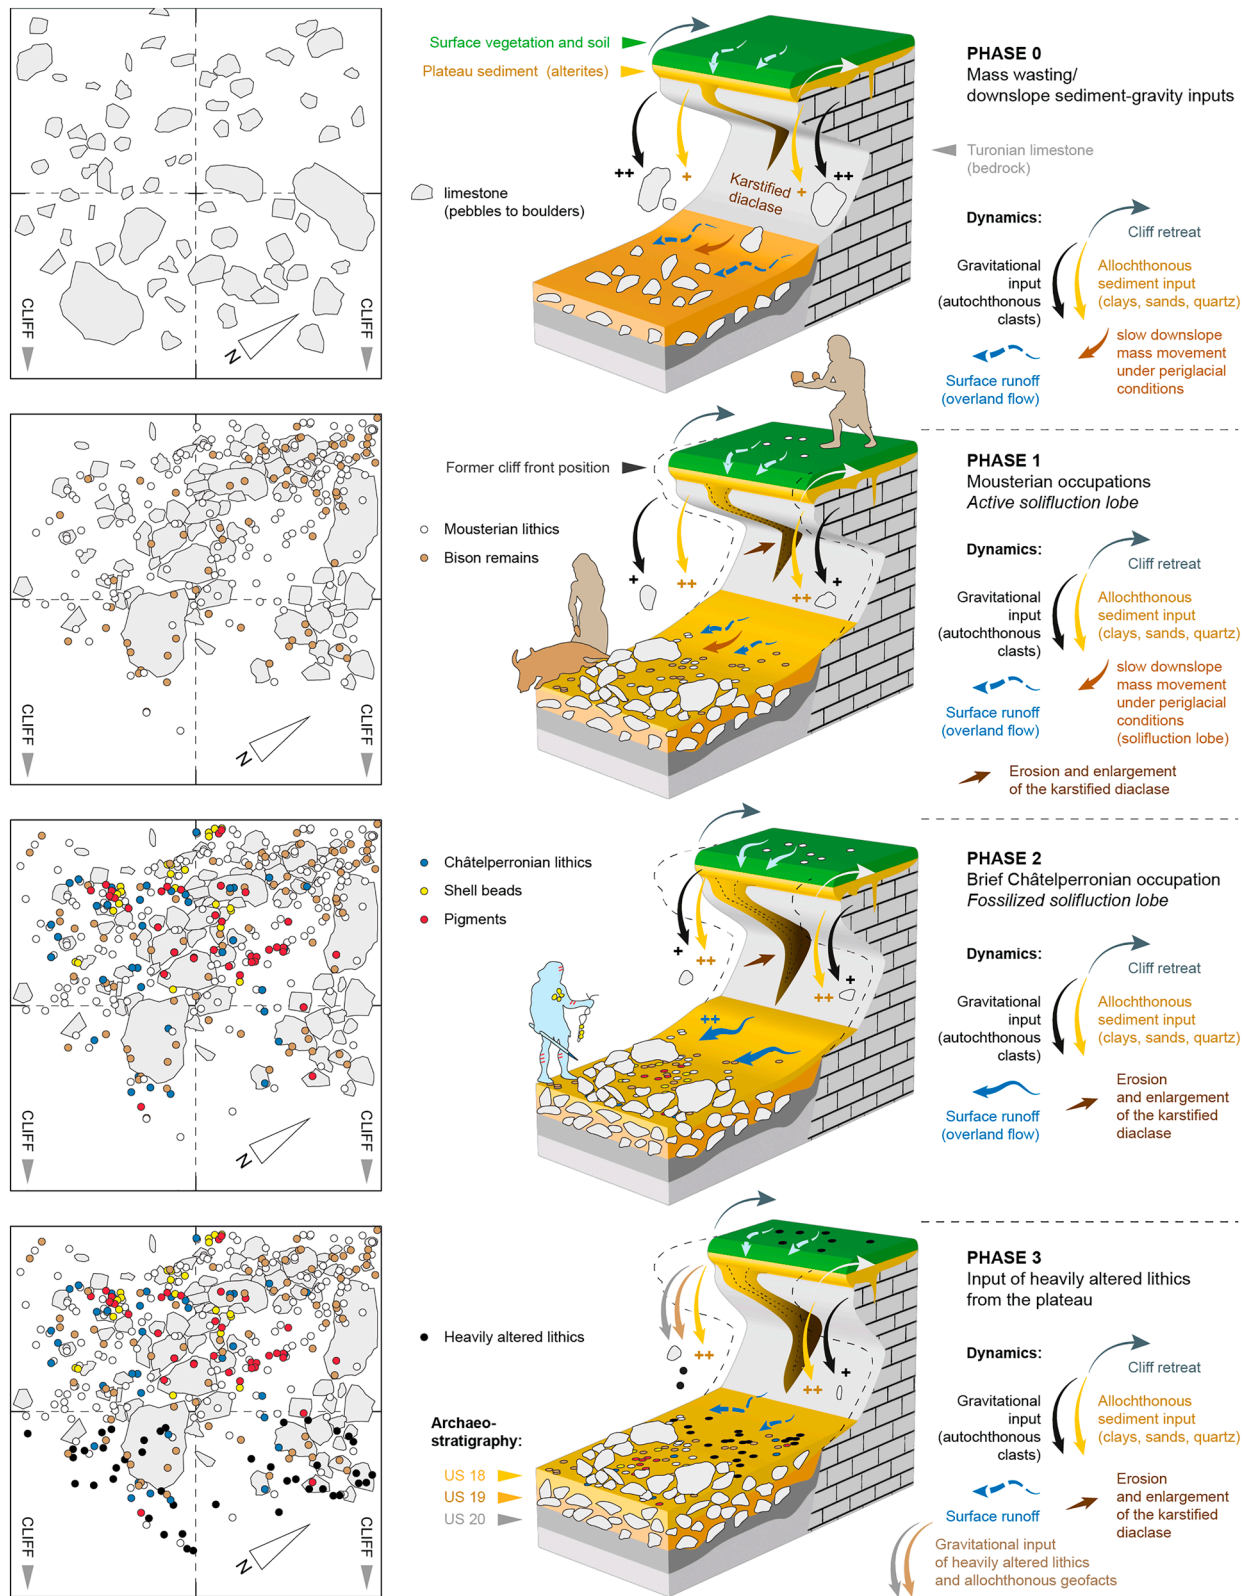 CLIFF
CLIFF
N
Surface vegetation and soil
Plateau sediment (alterites)
limestone
(pebbles to boulders)
++
+
Karstified
diaclase
+
++
PHASE 0
Mass wasting/
downslope sediment-gravity inputs
Turonian limestone
(bedrock)
Dynamics:
Cliff retreat
Gravitational
input
(autochthonous
clasts)
Allochthonous
sediment input
(clays, sands, quartz)
Surface runoff
(overland flow)
slow downslope
mass movement
under periglacial
conditions
CLIFF
CLIFF
N
Former cliff front position
Mousterian lithics
Bison remains
+
++
++
+
PHASE 1
Mousterian occupations
Active solifluction lobe
Dynamics:
Cliff retreat
Gravitational
input
(autochthonous
clasts)
Allochthonous
sediment input
(clays, sands, quartz)
Surface runoff
(overland flow)
slow downslope
mass movement
under periglacial
conditions
(solifluction lobe)
Erosion and enlargement
of the karstified diaclase
CLIFF
CLIFF
N
Châtelperronian lithics
Shell beads
Pigments
+
++
++
+
++
PHASE 2
Brief Châtelperronian occupation
Fossilized solifluction lobe
Dynamics:
Cliff retreat
Gravitational
input
(autochthonous
clasts)
Allochthonous
sediment input
(clays, sands, quartz)
Surface runoff
(overland flow)
Erosion
and enlargement
of the karstified
diaclase
CLIFF
CLIFF
N
Heavily altered lithics
Archaeo-
stratigraphy:
US 18
US 19
US 20
++
++
+
PHASE 3
Input of heavily altered lithics
from the plateau
Dynamics:
Cliff retreat
Gravitational
input
(autochthonous
clasts)
Allochthonous
sediment input
(clays, sands, quartz)
Surface runoff
Erosion
and enlargement
of the karstified
diaclase
Gravitational input
of heavily altered lithics
and allochthonous geofacts